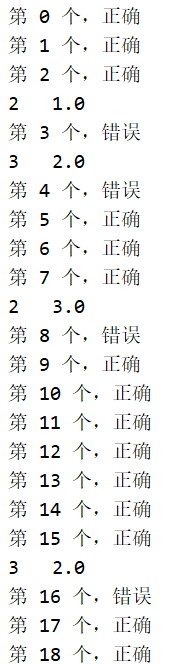 第 0 个，正确
第 1 个，正确
第 2 个，正确
2   1.0
第 3 个，错误
3   2.0
第 4 个，错误
第 5 个，正确
第 6 个，正确
第 7 个，正确
2   3.0
第 8 个，错误
第 9 个，正确
第 10 个，正确
第 11 个，正确
第 12 个，正确
第 13 个，正确
第 14 个，正确
第 15 个，正确
3   2.0
第 16 个，错误
第 17 个，正确
第 18 个，正确